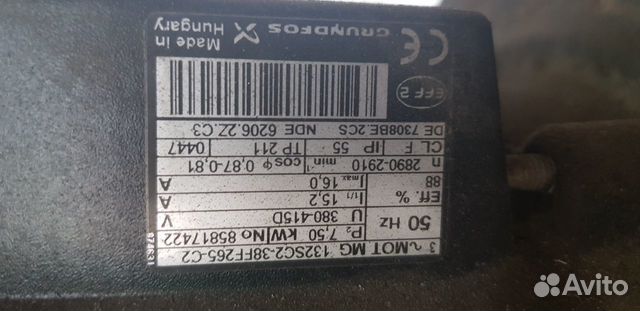 3 ∿ MOT MG 132SC2-38FF265-C2
50 Hz P₂ 7,50 kW No 85817422
U 380-415D V
Eff. % I₁/₁ 15,2 A
88 Imax 16,0 A
n 2890-2910 min⁻¹ cosφ 0,87-0,81
CL F IP 55 TP 211 0447
DE 7308BE.2CS NDE 6206.2Z.C3
EFF 2
CE
GRUNDFOS
Made in
Hungary
Avito